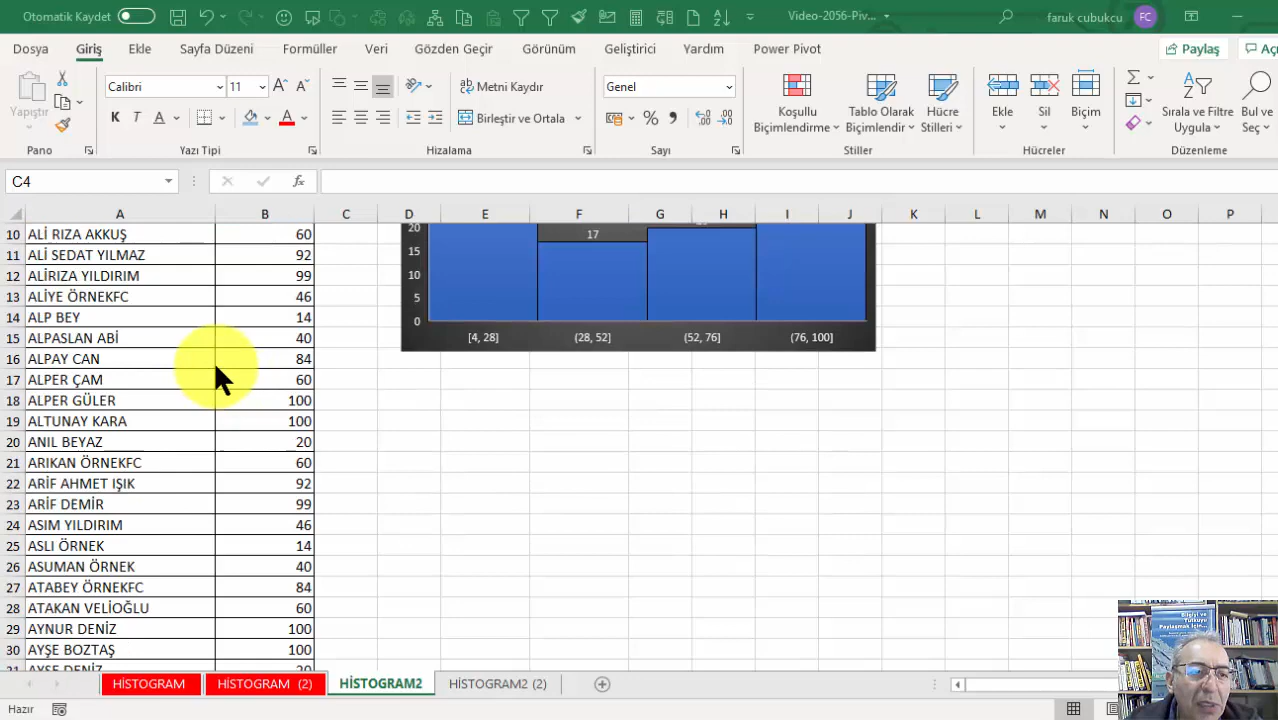 Otomatik Kaydet
Video-2056-Piv...
faruk cubukcu
FC
Dosya
Giriş
Ekle
Sayfa Düzeni
Formüller
Veri
Gözden Geçir
Görünüm
Geliştirici
Yardım
Power Pivot
Paylaş
Yapıştır
Pano
Calibri
11
K T A
Yazı Tipi
Metni Kaydır
Birleştir ve Ortala
Hizalama
Genel
Sayı
Koşullu Biçimlendirme
Tablo Olarak Biçimlendir
Hücre Stilleri
Stiller
Ekle
Sil
Biçim
Hücreler
Sırala ve Filtre Uygula
Bul ve Seç
Düzenleme
C4
fx
A B C D E F G H I J K L M N O P
10 ALİ RIZA AKKUŞ 60
11 ALİ SEDAT YILMAZ 92
12 ALİRIZA YILDIRIM 99
13 ALİYE ÖRNEKFC 46
14 ALP BEY 14
15 ALPASLAN ABİ 40
16 ALPAY CAN 84
17 ALPER ÇAM 60
18 ALPER GÜLER 100
19 ALTUNAY KARA 100
20 ANIL BEYAZ 20
21 ARIKAN ÖRNEKFC 60
22 ARİF AHMET IŞIK 92
23 ARİF DEMİR 99
24 ASIM YILDIRIM 46
25 ASLI ÖRNEK 14
26 ASUMAN ÖRNEK 40
27 ATABEY ÖRNEKFC 84
28 ATAKAN VELİOĞLU 60
29 AYNUR DENİZ 100
30 AYŞE BOZTAŞ 100
31 AYŞE DENİZ 20
20
15
10
5
0
17
[4, 28]
(28, 52]
(52, 76]
(76, 100]
Bilgiyi ve
Tutkuyu
Paylaşmak
İçin...
HİSTOGRAM
HİSTOGRAM (2)
HİSTOGRAM2
HİSTOGRAM2 (2)
Hazır